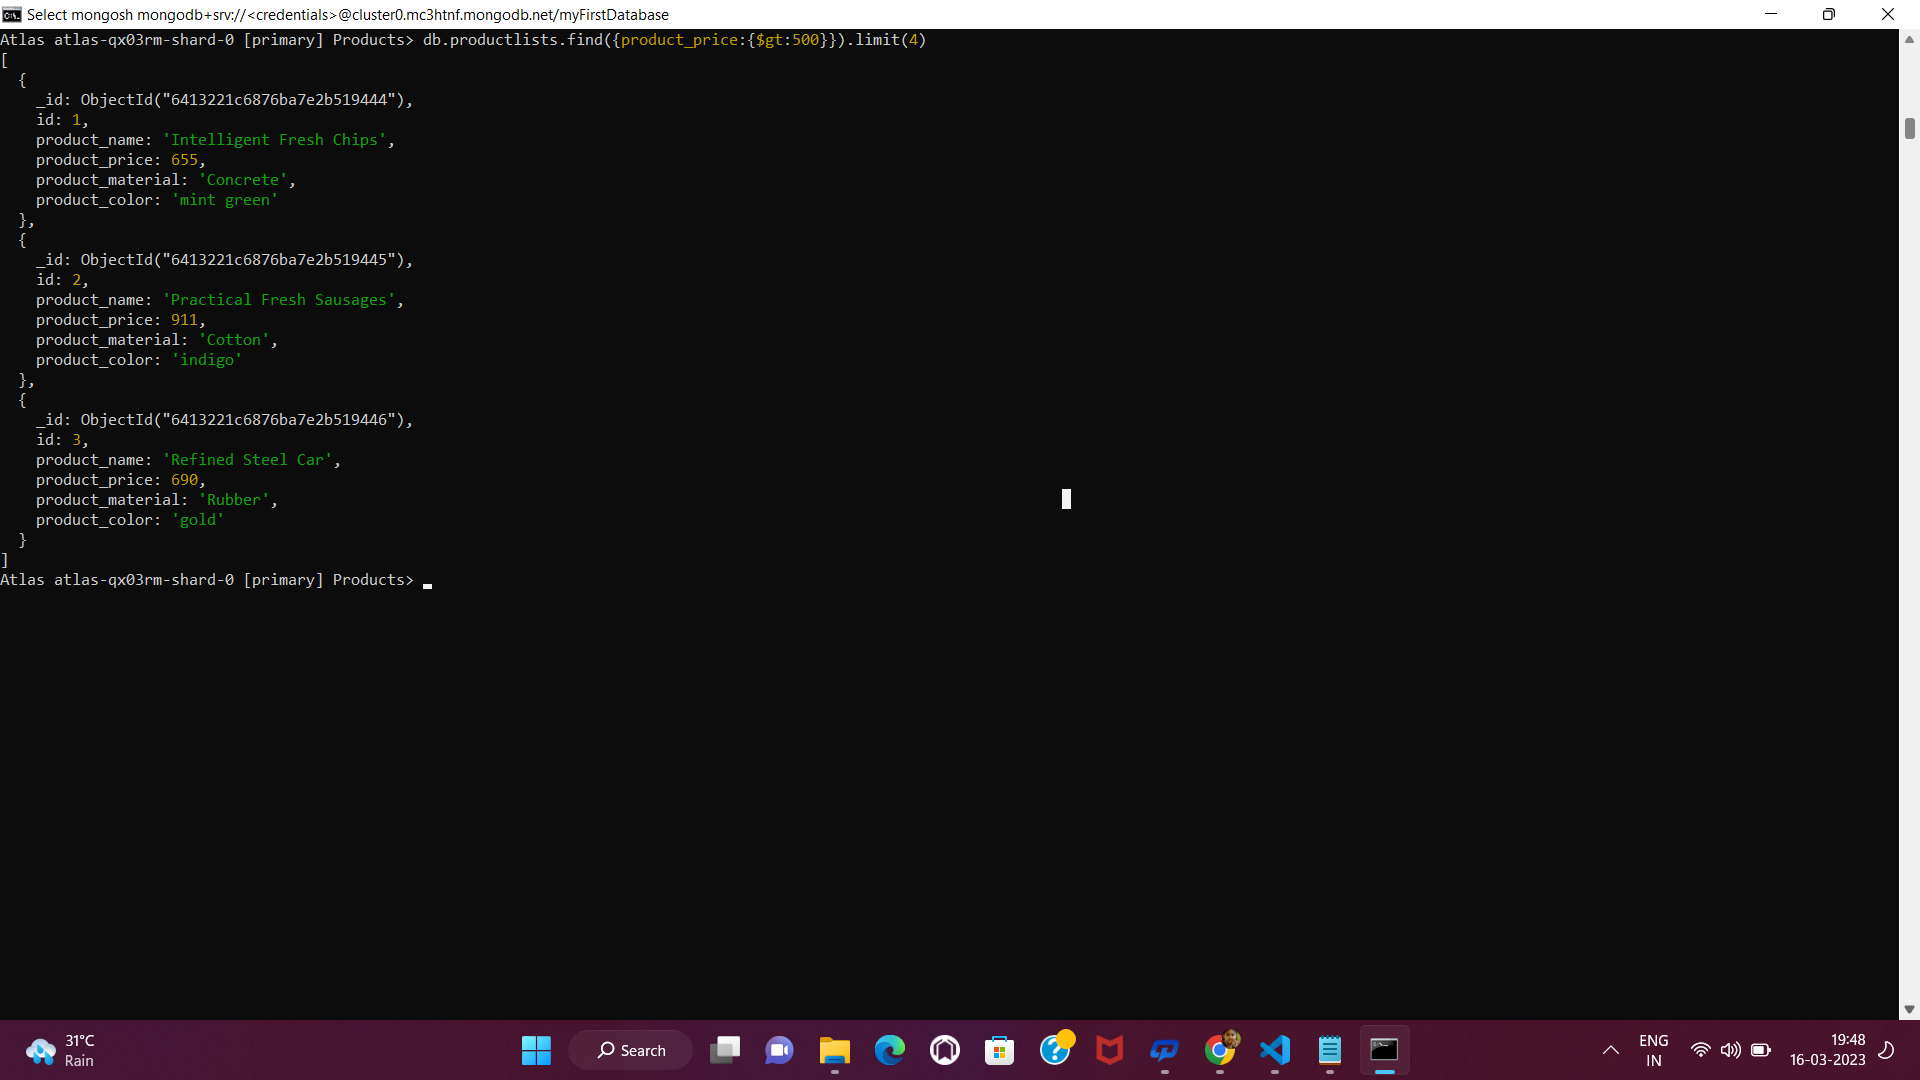 Select mongosh mongodb+srv://<credentials>@cluster0.mc3htnf.mongodb.net/myFirstDatabase
Atlas atlas-qx03rm-shard-0 [primary] Products> db.productlists.find({product_price:{$gt:500}}).limit(4)
[
  {
    _id: ObjectId("6413221c6876ba7e2b519444"),
    id: 1,
    product_name: 'Intelligent Fresh Chips',
    product_price: 655,
    product_material: 'Concrete',
    product_color: 'mint green'
  },
  {
    _id: ObjectId("6413221c6876ba7e2b519445"),
    id: 2,
    product_name: 'Practical Fresh Sausages',
    product_price: 911,
    product_material: 'Cotton',
    product_color: 'indigo'
  },
  {
    _id: ObjectId("6413221c6876ba7e2b519446"),
    id: 3,
    product_name: 'Refined Steel Car',
    product_price: 690,
    product_material: 'Rubber',
    product_color: 'gold'
  }
]
Atlas atlas-qx03rm-shard-0 [primary] Products>
31°C
Rain
Search
ENG
IN
19:48
16-03-2023